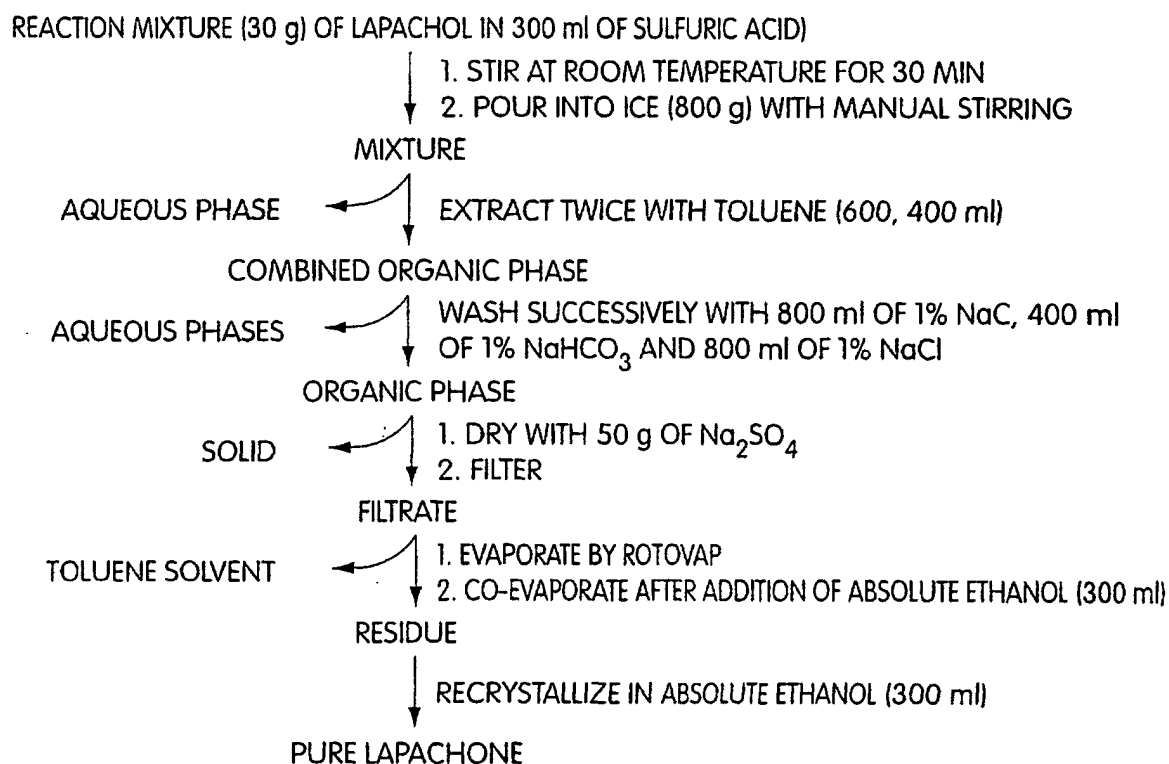 REACTION MIXTURE (30 g) OF LAPACHOL IN 300 ml OF SULFURIC ACID)
1. STIR AT ROOM TEMPERATURE FOR 30 MIN
2. POUR INTO ICE (800 g) WITH MANUAL STIRRING
MIXTURE
AQUEOUS PHASE
EXTRACT TWICE WITH TOLUENE (600, 400 ml)
COMBINED ORGANIC PHASE
AQUEOUS PHASES
WASH SUCCESSIVELY WITH 800 ml OF 1% NaC, 400 ml
OF 1% NaHCO₃ AND 800 ml OF 1% NaCl
ORGANIC PHASE
SOLID
1. DRY WITH 50 g OF Na₂SO₄
2. FILTER
FILTRATE
TOLUENE SOLVENT
1. EVAPORATE BY ROTOVAP
2. CO-EVAPORATE AFTER ADDITION OF ABSOLUTE ETHANOL (300 ml)
RESIDUE
RECRYSTALLIZE IN ABSOLUTE ETHANOL (300 ml)
PURE LAPACHONE